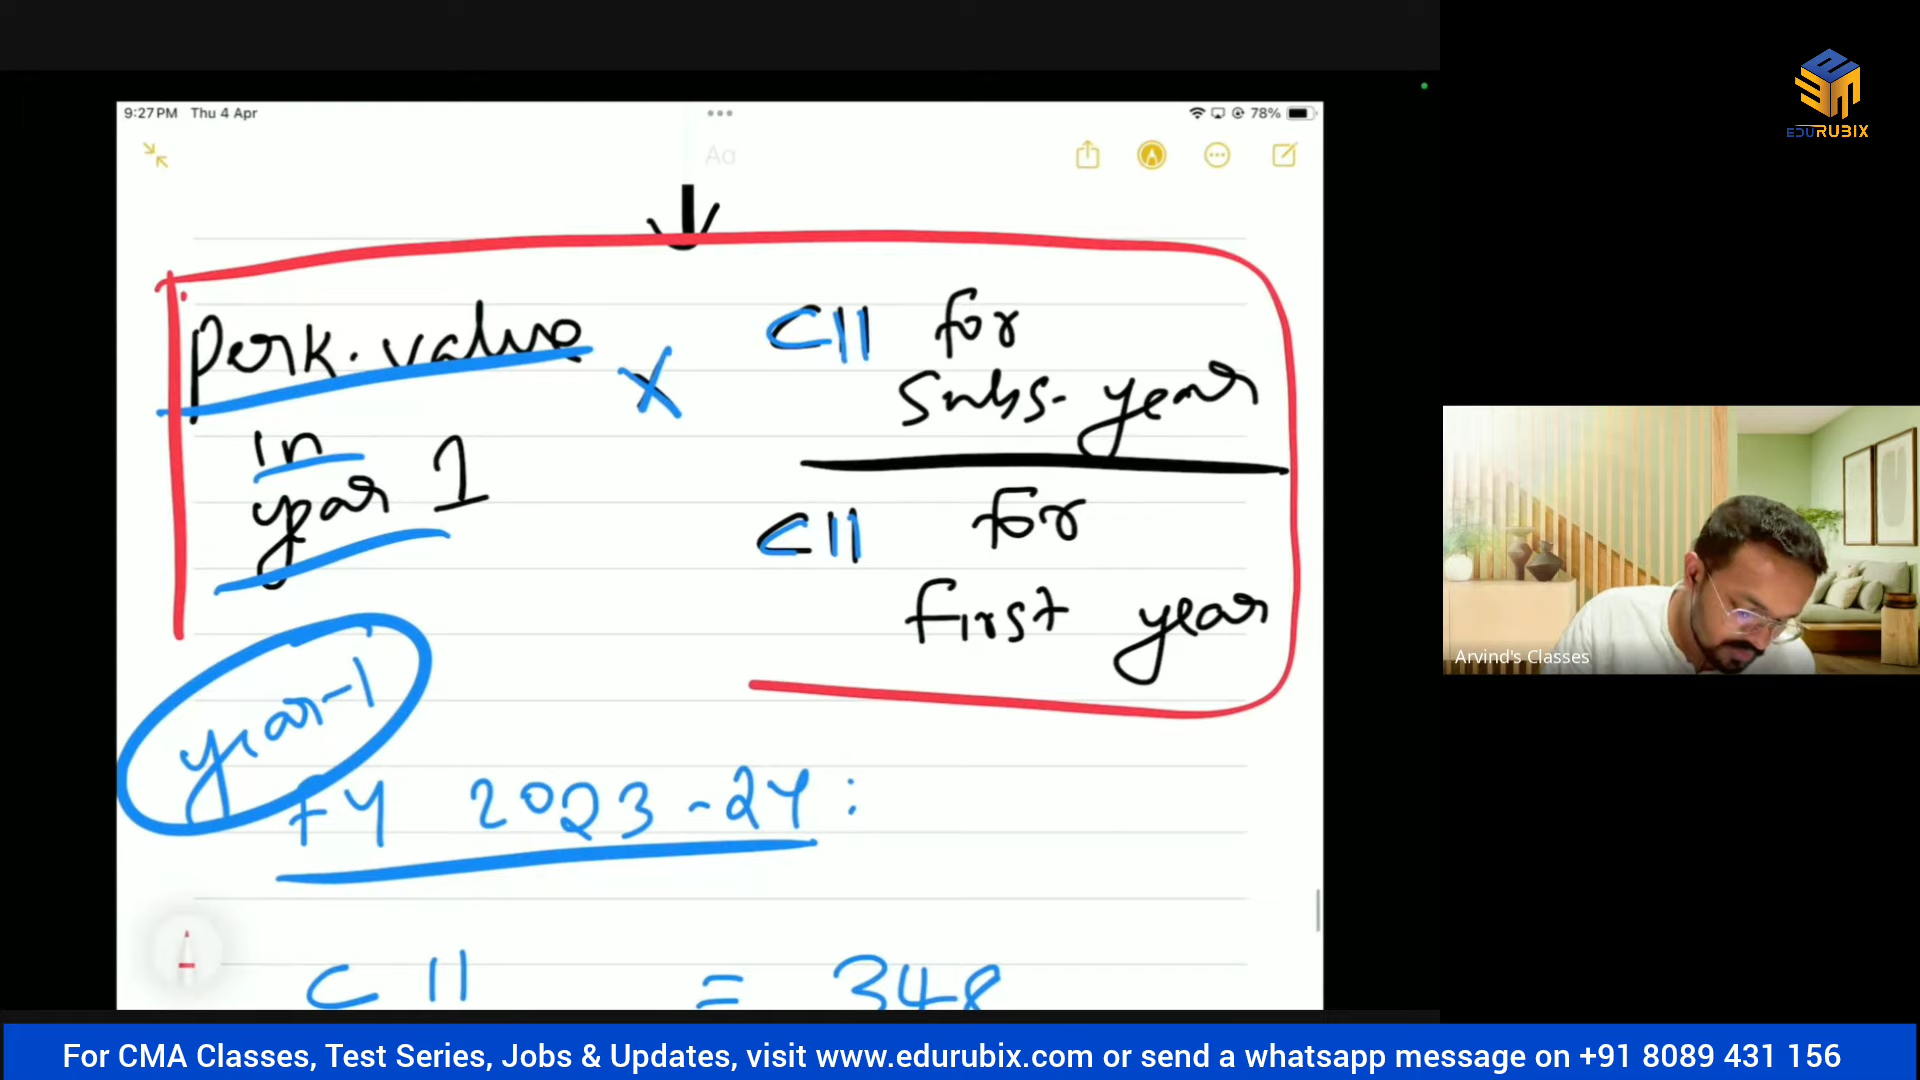 9:27 PM Thu 4 Apr
78%
Aa
EDURUBIX
Perk. value X CII for
Subs. year
in
year 1
CII for
first year
year-1
FY 2023-24:
CII = 348
Arvind's Classes
For CMA Classes, Test Series, Jobs & Updates, visit www.edurubix.com or send a whatsapp message on +91 8089 431 156